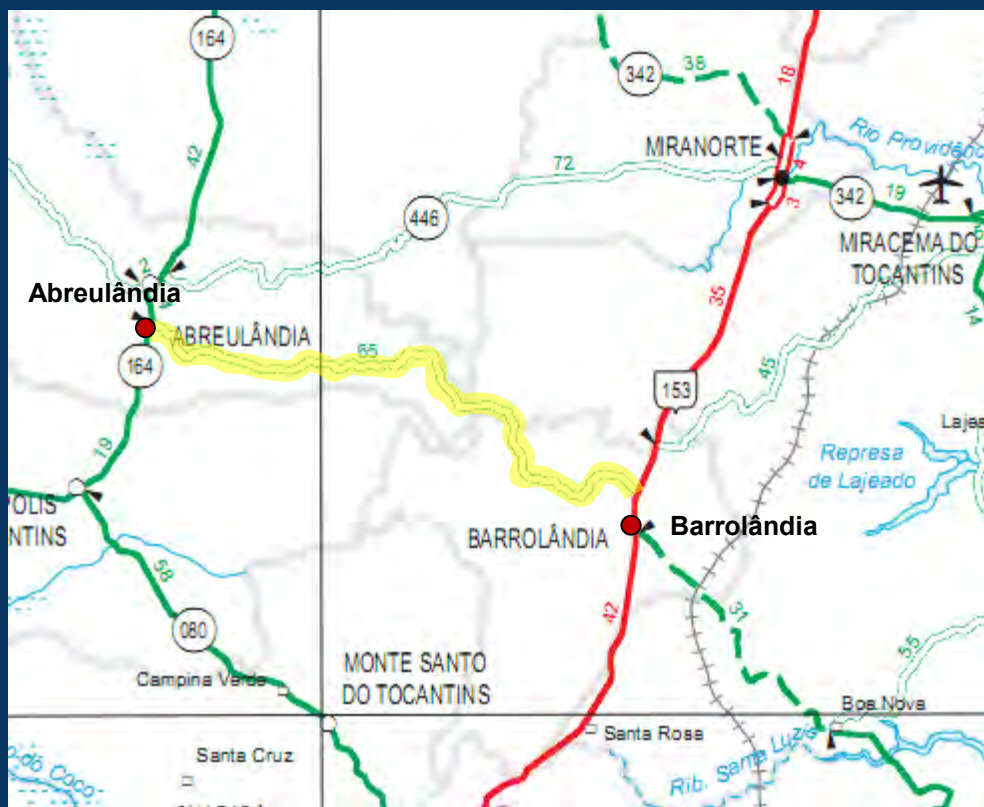 164
342
38
18
MIRANORTE
Rio Providênc
42
72
4
446
3
342
19
MIRACEMA DO
TOCANTINS
2
Abreulândia
35
14
ABREULÂNDIA
65
164
153
45
Lajea
19
Represa
de Lajeado
POLIS
NTINS
BARROLÂNDIA
Barrolândia
58
42
31
080
55
MONTE SANTO
DO TOCANTINS
Campina Verde
Boa Nova
Santa Rosa
Santa Cruz
Rib. Santa Luzia
o do Coco